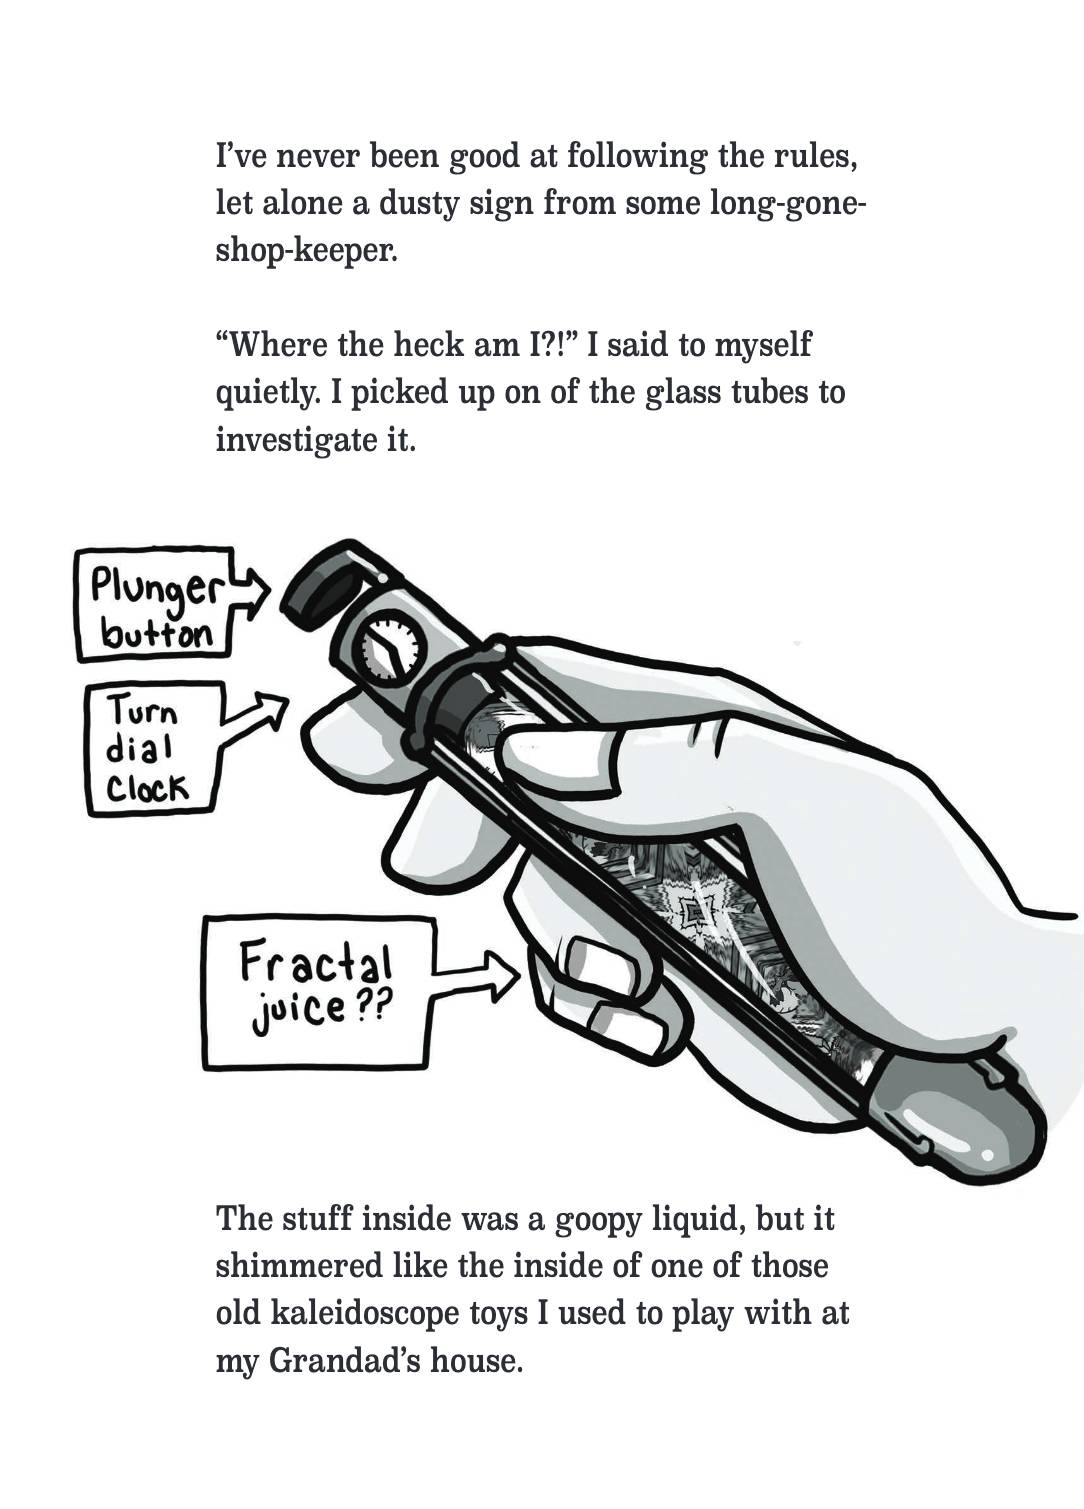 I’ve never been good at following the rules,
let alone a dusty sign from some long-gone-
shop-keeper.
“Where the heck am I?!” I said to myself
quietly. I picked up on of the glass tubes to
investigate it.
Plunger
button
Turn
dial
Clock
Fractal
juice??
The stuff inside was a goopy liquid, but it
shimmered like the inside of one of those
old kaleidoscope toys I used to play with at
my Grandad’s house.